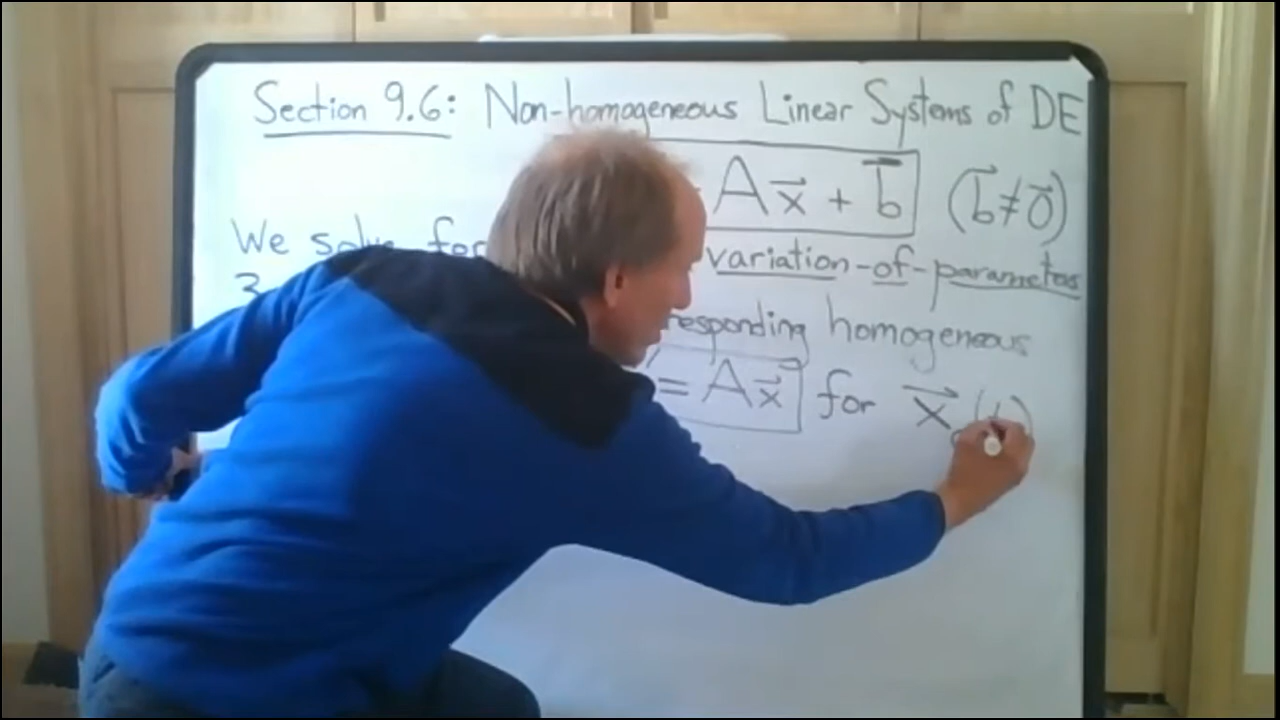 Section 9.6: Non-homogeneous Linear Systems of DE
A x⃗ + b⃗ (b⃗ ≠ 0⃗)
We solve for variation-of-parameters
3
responding homogeneous
' = A x⃗ for x⃗ (t)